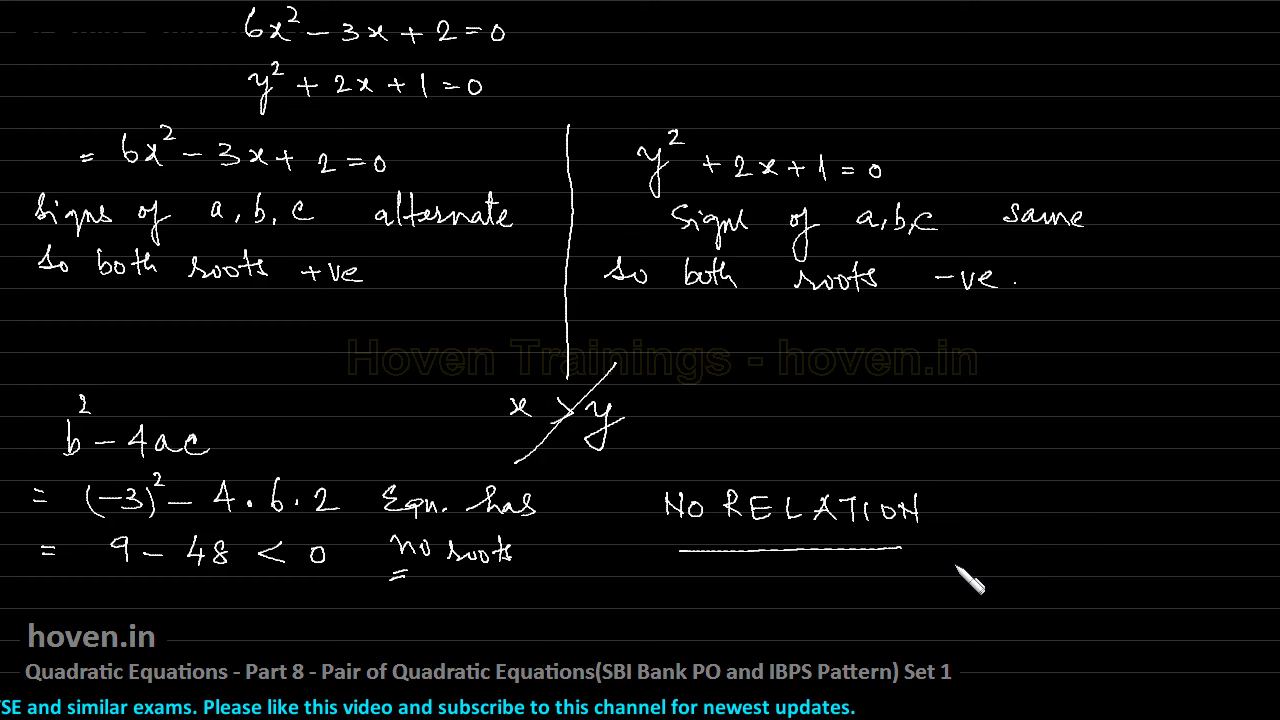 6x² - 3x + 2 = 0
y² + 2x + 1 = 0
= 6x² - 3x + 2 = 0
Signs of a, b, c alternate
So both roots +ve
y² + 2x + 1 = 0
Signs of a, b, c same
So both roots -ve.
Hoven Trainings - hoven.in
x > y
b² - 4ac
= (-3)² - 4 . 6 . 2 Eqn. has
= 9 - 48 < 0 no roots
NO RELATION
hoven.in
Quadratic Equations - Part 8 - Pair of Quadratic Equations(SBI Bank PO and IBPS Pattern) Set 1
TSE and similar exams. Please like this video and subscribe to this channel for newest updates.